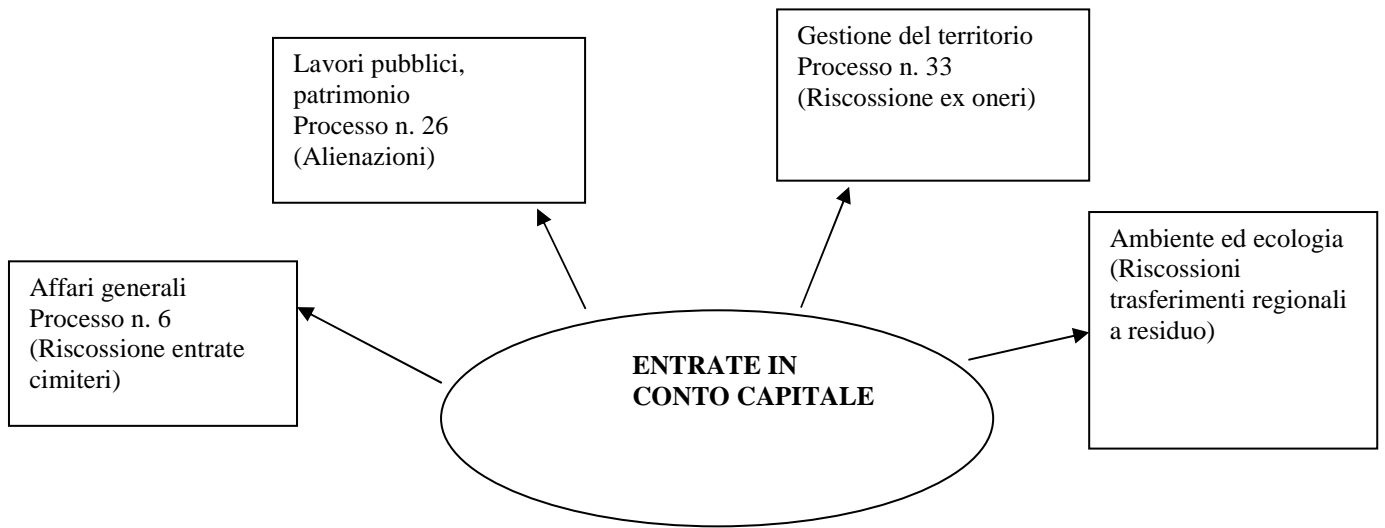 Lavori pubblici,
patrimonio
Processo n. 26
(Alienazioni)
Gestione del territorio
Processo n. 33
(Riscossione ex oneri)
Affari generali
Processo n. 6
(Riscossione entrate
cimiteri)
Ambiente ed ecologia
(Riscossioni
trasferimenti regionali
a residuo)
ENTRATE IN
CONTO CAPITALE